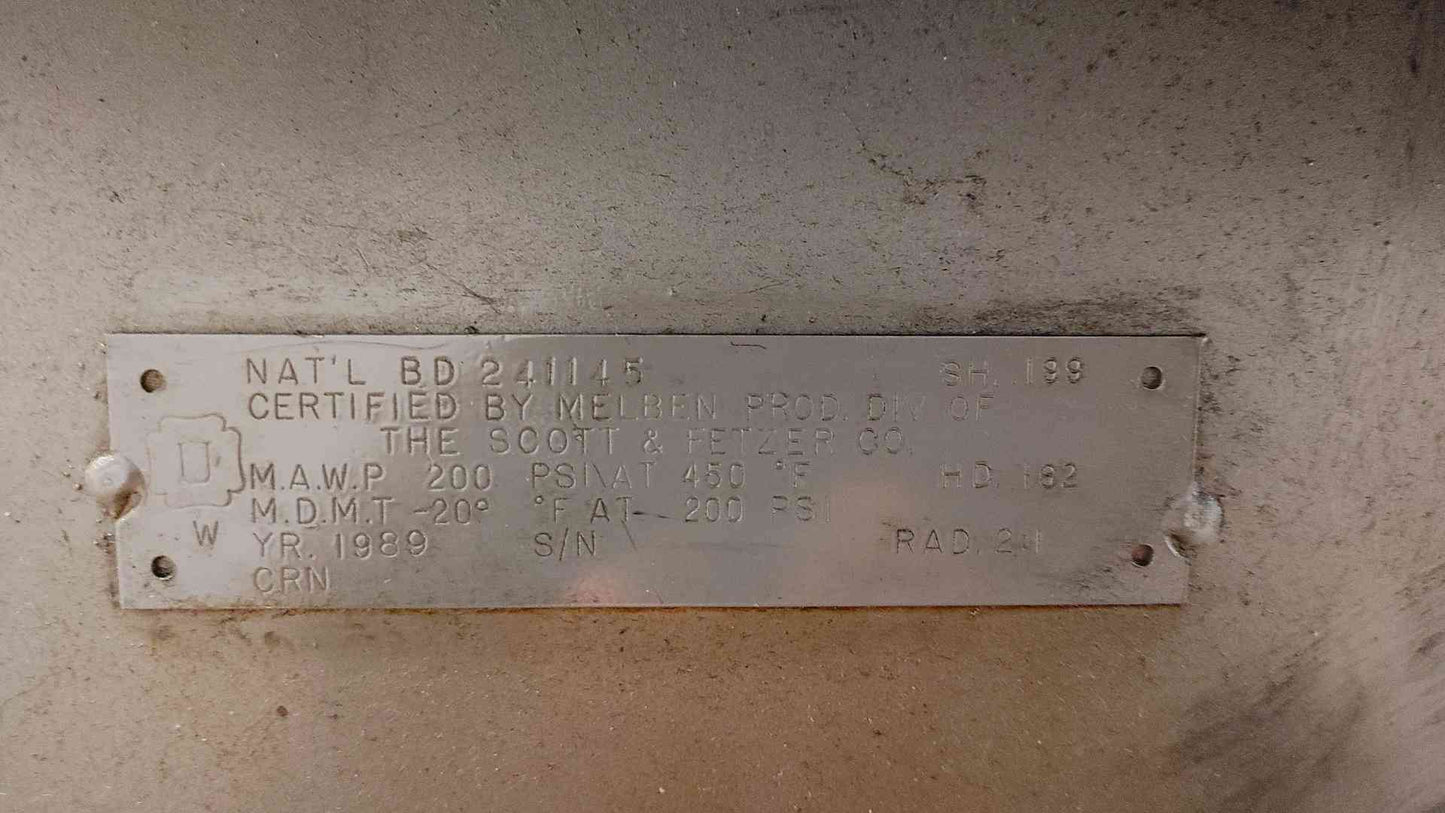 NAT'L BD 241145 SH. .199
CERTIFIED BY MELBEN PROD. DIV OF
THE SCOTT & FETZER CO.
M.A.W.P 200 PSI AT 450 °F HD. .162
M.D.M.T -20° °F AT 200 PSI
W
YR. 1989 S/N RAD.
CRN